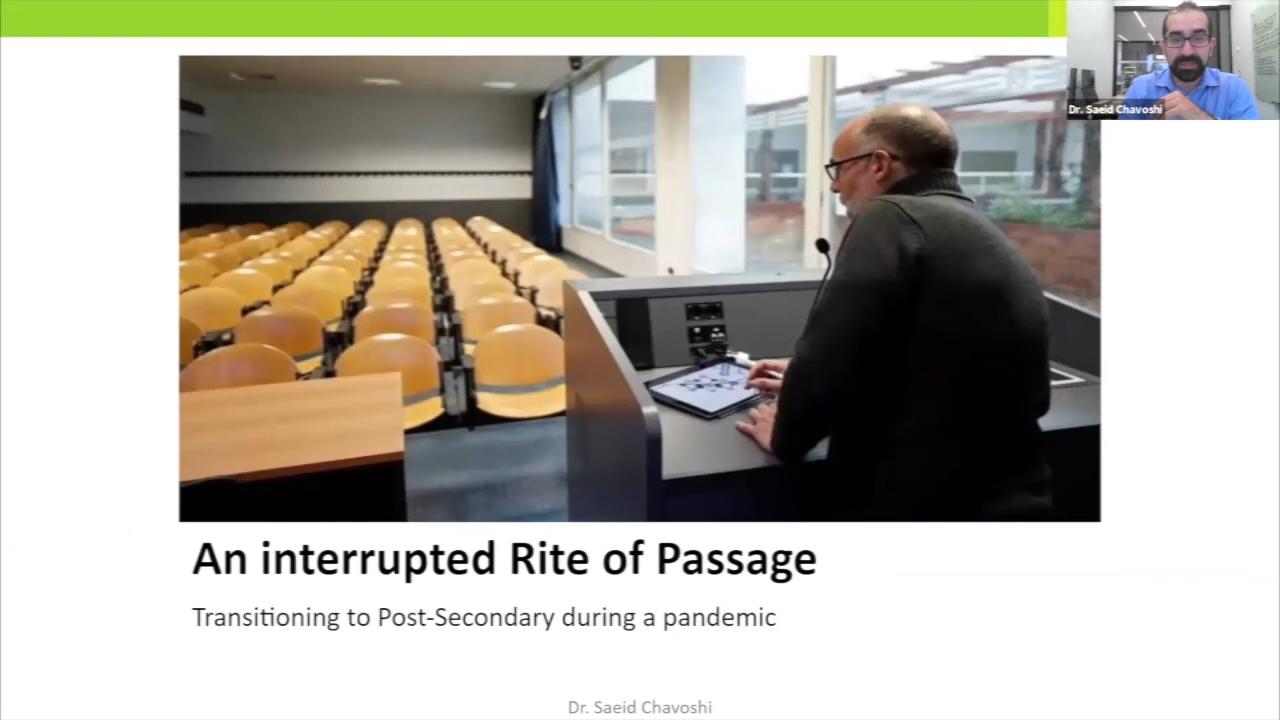 Dr. Saeid Chavoshi
An interrupted Rite of Passage
Transitioning to Post-Secondary during a pandemic
Dr. Saeid Chavoshi